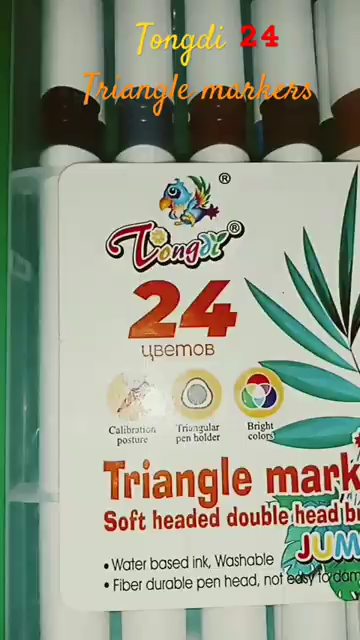 Tongdi 24
Triangle markers
®
Tongdi®
24
цветов
Calibration posture
Triangular pen holder
Bright colors
Triangle mark
Soft headed double head b
JUM
• Water based ink, Washable
• Fiber durable pen head, not easy to dam